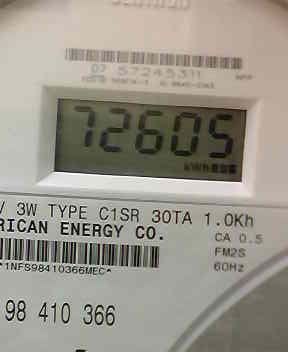 07 57245311
72605
kWh
V 3W TYPE C1SR 30TA 1.0Kh
RICAN ENERGY CO.
CA 0.5
FM2S
60Hz
*1NFS98410366MEC*
98 410 366